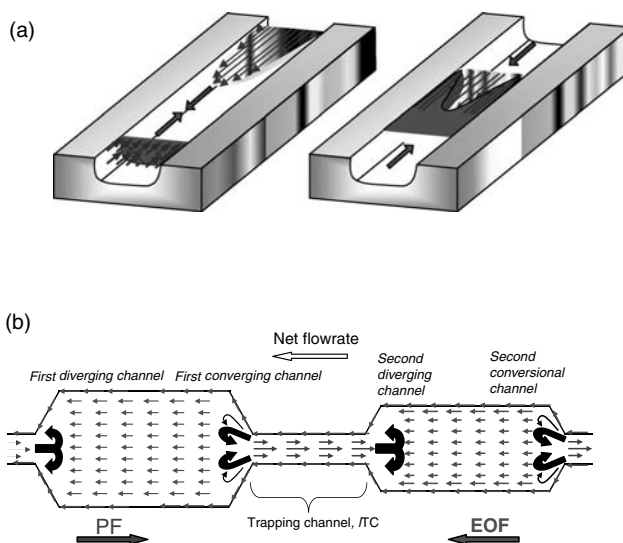 (a)
(b)
Net flowrate
First diverging channel
First converging channel
Second
diverging
channel
Second
conversional
channel
Trapping channel, lTC
PF
EOF